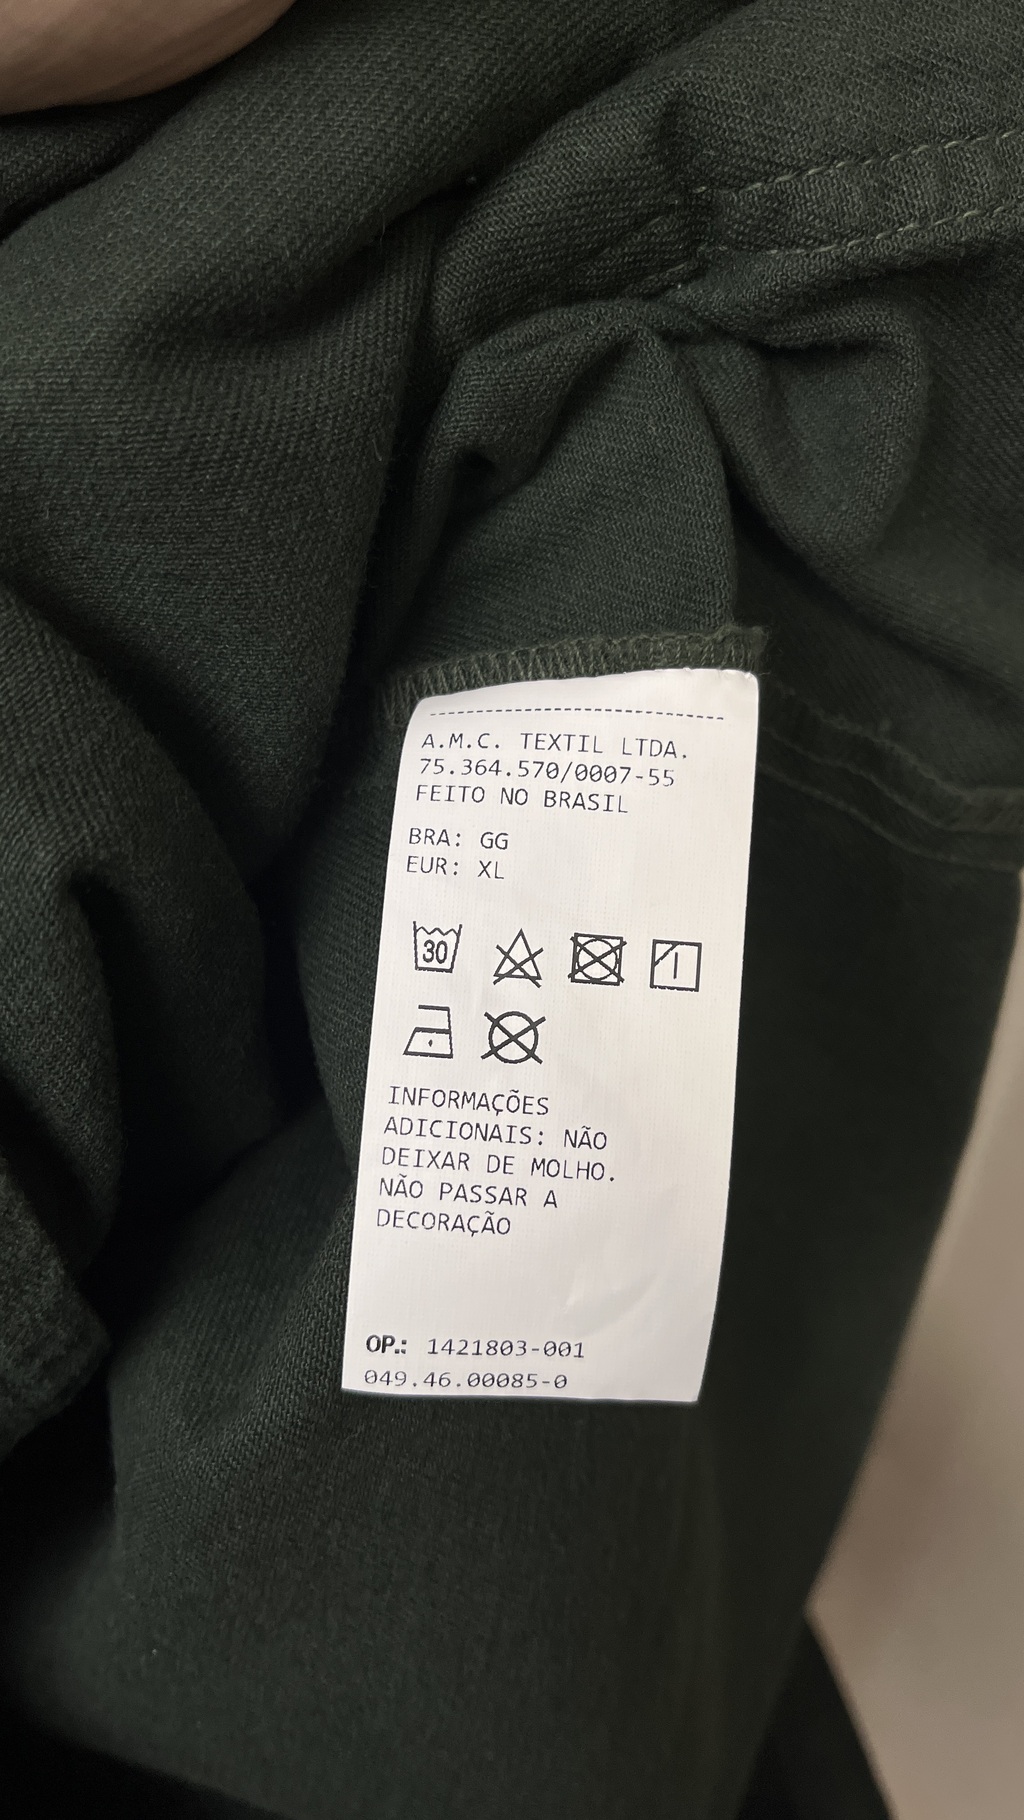 A.M.C. TEXTIL LTDA.
75.364.570/0007-55
FEITO NO BRASIL
BRA: GG
EUR: XL
30
INFORMAÇÕES
ADICIONAIS: NÃO
DEIXAR DE MOLHO.
NÃO PASSAR A
DECORAÇÃO
OP.: 1421803-001
049.46.00085-0